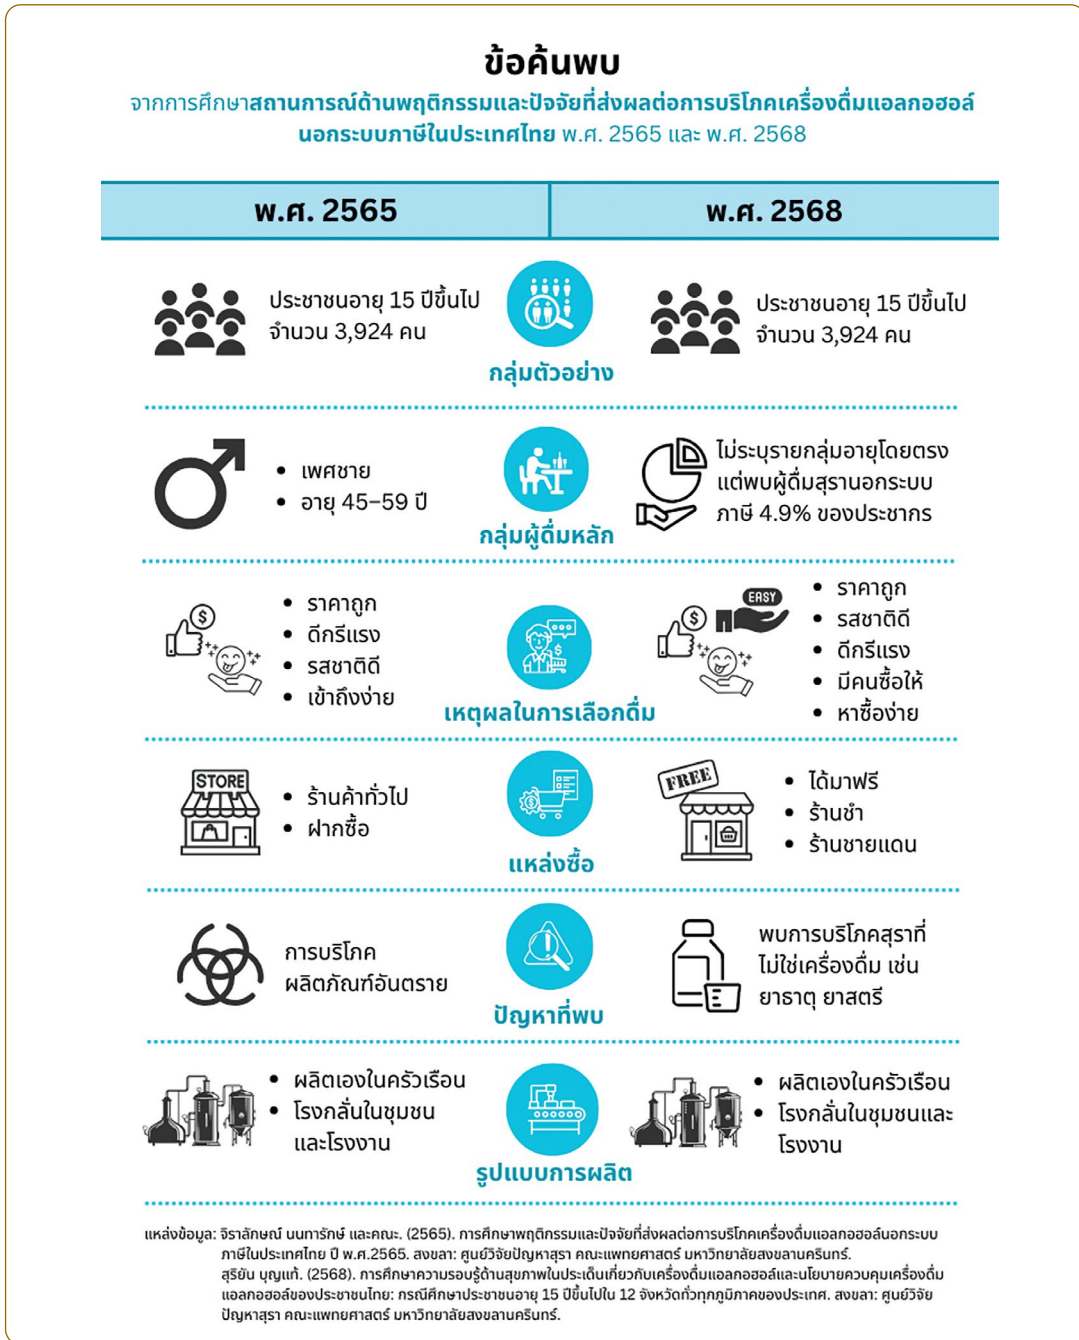 ข้อค้นพบ
จากการศึกษาสถานการณ์ด้านพฤติกรรมและปัจจัยที่ส่งผลต่อการบริโภคเครื่องดื่มแอลกอฮอล์
นอกระบบภาษีในประเทศไทย พ.ศ. 2565 และ พ.ศ. 2568
พ.ศ. 2565
พ.ศ. 2568
ประชาชนอายุ 15 ปีขึ้นไป
จำนวน 3,924 คน
กลุ่มตัวอย่าง
ประชาชนอายุ 15 ปีขึ้นไป
จำนวน 3,924 คน
• เพศชาย
• อายุ 45–59 ปี
กลุ่มผู้ดื่มหลัก
ไม่ระบุรายกลุ่มอายุโดยตรง
แต่พบผู้ดื่มสุรานอกระบบ
ภาษี 4.9% ของประชากร
• ราคาถูก
• ดีกรีแรง
• รสชาติดี
• เข้าถึงง่าย
เหตุผลในการเลือกดื่ม
EASY
• ราคาถูก
• รสชาติดี
• ดีกรีแรง
• มีคนซื้อให้
• หาซื้อง่าย
STORE
• ร้านค้าทั่วไป
• ฝากซื้อ
แหล่งซื้อ
FREE
• ได้มาฟรี
• ร้านชำ
• ร้านชายแดน
การบริโภค
ผลิตภัณฑ์อันตราย
ปัญหาที่พบ
พบการบริโภคสุราที่
ไม่ใช่เครื่องดื่ม เช่น
ยาธาตุ ยาสตรี
• ผลิตเองในครัวเรือน
• โรงกลั่นในชุมชน
และโรงงาน
รูปแบบการผลิต
• ผลิตเองในครัวเรือน
• โรงกลั่นในชุมชนและ
โรงงาน
แหล่งข้อมูล: จิราลักษณ์ นนทารักษ์ และคณะ. (2565). การศึกษาพฤติกรรมและปัจจัยที่ส่งผลต่อการบริโภคเครื่องดื่มแอลกอฮอล์นอกระบบ
ภาษีในประเทศไทย ปี พ.ศ.2565. สงขลา: ศูนย์วิจัยปัญหาสุรา คณะแพทยศาสตร์ มหาวิทยาลัยสงขลานครินทร์.
สุริยัน บุญแท้. (2568). การศึกษาความรอบรู้ด้านสุขภาพในประเด็นเกี่ยวกับเครื่องดื่มแอลกอฮอล์และนโยบายควบคุมเครื่องดื่ม
แอลกอฮอล์ของประชาชนไทย: กรณีศึกษาประชาชนอายุ 15 ปีขึ้นไปใน 12 จังหวัดทั่วทุกภูมิภาคของประเทศ. สงขลา: ศูนย์วิจัย
ปัญหาสุรา คณะแพทยศาสตร์ มหาวิทยาลัยสงขลานครินทร์.